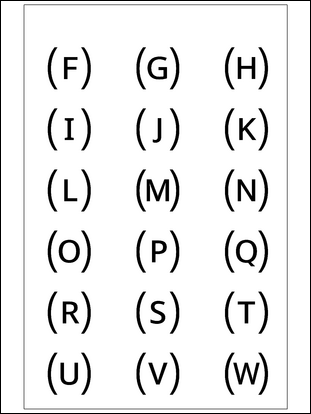 (F) (G) (H)
(I) (J) (K)
(L) (M) (N)
(O) (P) (Q)
(R) (S) (T)
(U) (V) (W)